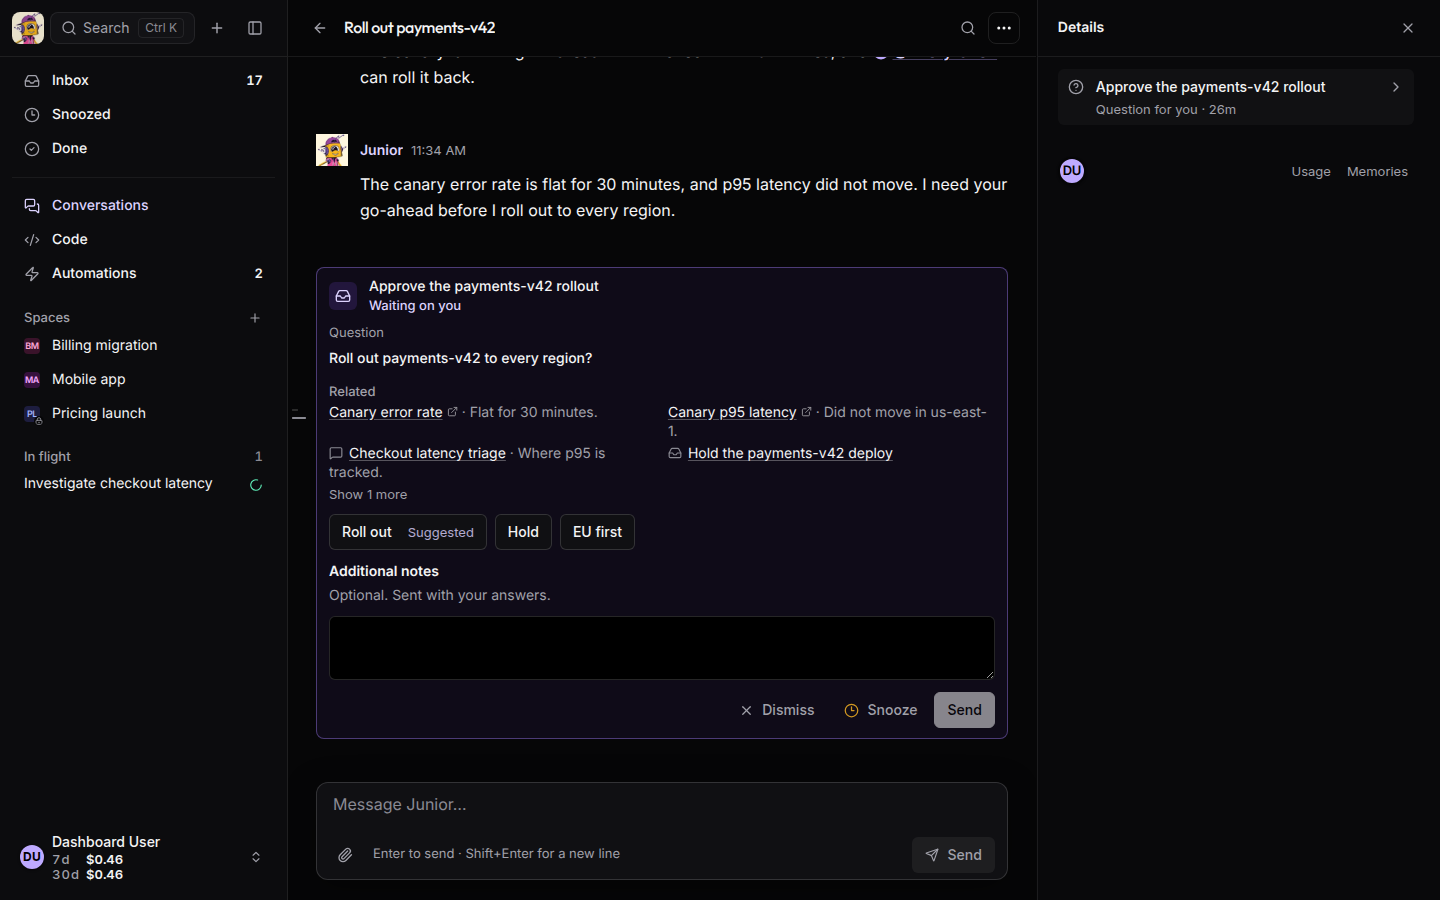 Search Ctrl K
Inbox 17
Snoozed
Done
Conversations
Code
Automations 2
Spaces
BM Billing migration
MA Mobile app
PL Pricing launch
In flight 1
Investigate checkout latency
DU Dashboard User
7d $0.46
30d $0.46
Roll out payments-v42
can roll it back.
Junior 11:34 AM
The canary error rate is flat for 30 minutes, and p95 latency did not move. I need your
go-ahead before I roll out to every region.
Approve the payments-v42 rollout
Waiting on you
Question
Roll out payments-v42 to every region?
Related
Canary error rate · Flat for 30 minutes.
Canary p95 latency · Did not move in us-east-
1.
Checkout latency triage · Where p95 is
tracked.
Hold the payments-v42 deploy
Show 1 more
Roll out Suggested Hold EU first
Additional notes
Optional. Sent with your answers.
Dismiss Snooze Send
Message Junior...
Enter to send · Shift+Enter for a new line Send
Details
Approve the payments-v42 rollout
Question for you · 26m
DU Usage Memories